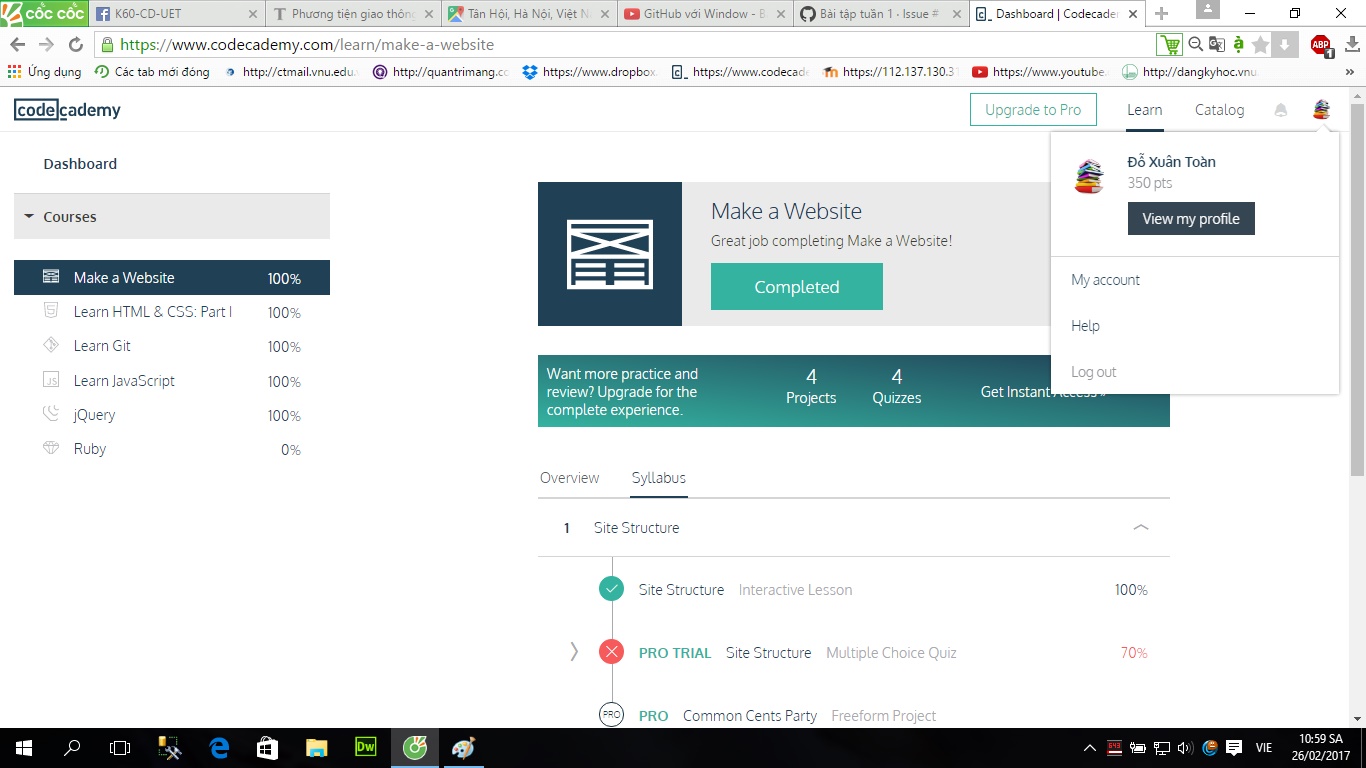 cốc cốc
K60-CD-UET
Phương tiện giao thông
Tân Hội, Hà Nội, Việt N
GitHub với Window - B
Bài tập tuần 1 · Issue #
Dashboard | Codecade
https://www.codecademy.com/learn/make-a-website
ABP
1
Ứng dụng
Các tab mới đóng
http://ctmail.vnu.edu.
http://quantrimang.co
https://www.dropbox.
https://www.codecade
https://112.137.130.3
https://www.youtube.
http://dangkyhoc.vnu.
»
codecademy
Upgrade to Pro
Learn
Catalog
Dashboard
Courses
Make a Website 100%
Learn HTML & CSS: Part I 100%
Learn Git 100%
JS Learn JavaScript 100%
jQuery 100%
Ruby 0%
Make a Website
Great job completing Make a Website!
Completed
Đỗ Xuân Toàn
350 pts
View my profile
My account
Help
Log out
Want more practice and
review? Upgrade for the
complete experience.
4
Projects
4
Quizzes
Get Instant Access »
Overview
Syllabus
1 Site Structure
Site Structure Interactive Lesson 100%
PRO TRIAL Site Structure Multiple Choice Quiz 70%
PRO PRO Common Cents Party Freeform Project
Dw
VIE
10:59 SA
26/02/2017